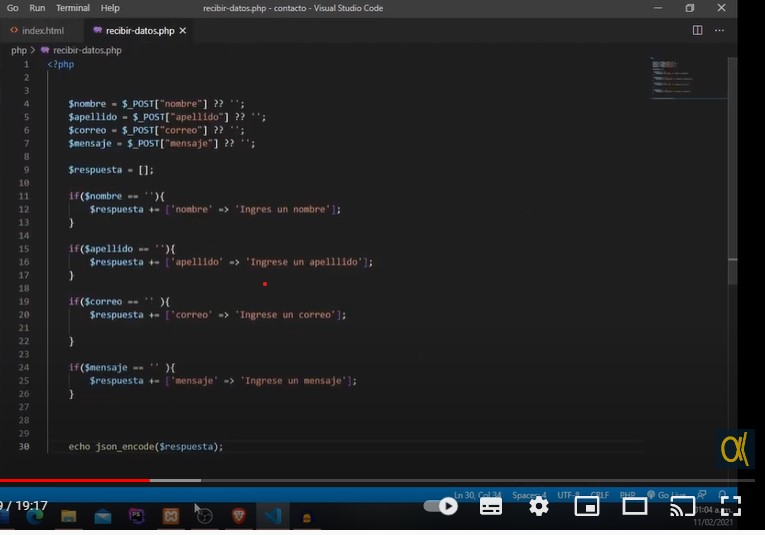 Go Run Terminal Help recibir-datos.php - contacto - Visual Studio Code
<> index.html recibir-datos.php × ...
php > recibir-datos.php
1 <?php
2
3
4 $nombre = $_POST["nombre"] ?? '';
5 $apellido = $_POST["apellido"] ?? '';
6 $correo = $_POST["correo"] ?? '';
7 $mensaje = $_POST["mensaje"] ?? '';
8
9 $respuesta = [];
10
11 if($nombre == ''){
12 $respuesta += ['nombre' => 'Ingres un nombre'];
13 }
14
15 if($apellido == ''){
16 $respuesta += ['apellido' => 'Ingrese un apelllido'];
17 }
18
19 if($correo == '' ){
20 $respuesta += ['correo' => 'Ingrese un correo'];
21
22 }
23
24 if($mensaje == '' ){
25 $respuesta += ['mensaje' => 'Ingrese un mensaje'];
26 }
27
28
29
30 echo json_encode($respuesta);
Ln 30, Col 34 Spaces: 4 UTF-8 CRLF PHP Go Live
/ 19:17
01:04 a.m.
11/02/2021